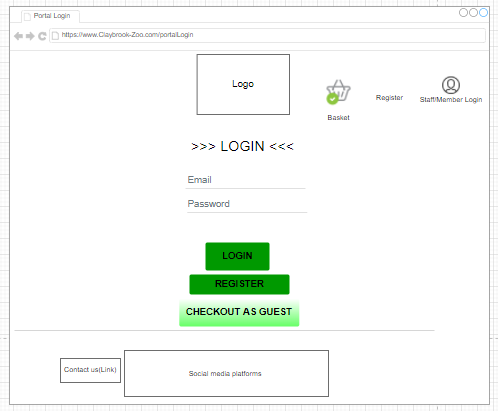 Portal Login
https://www.Claybrook-Zoo.com/portalLogin
Logo
Basket
Register
Staff/Member Login
>>> LOGIN <<<
Email
Password
LOGIN
REGISTER
CHECKOUT AS GUEST
Contact us(Link)
Social media platforms